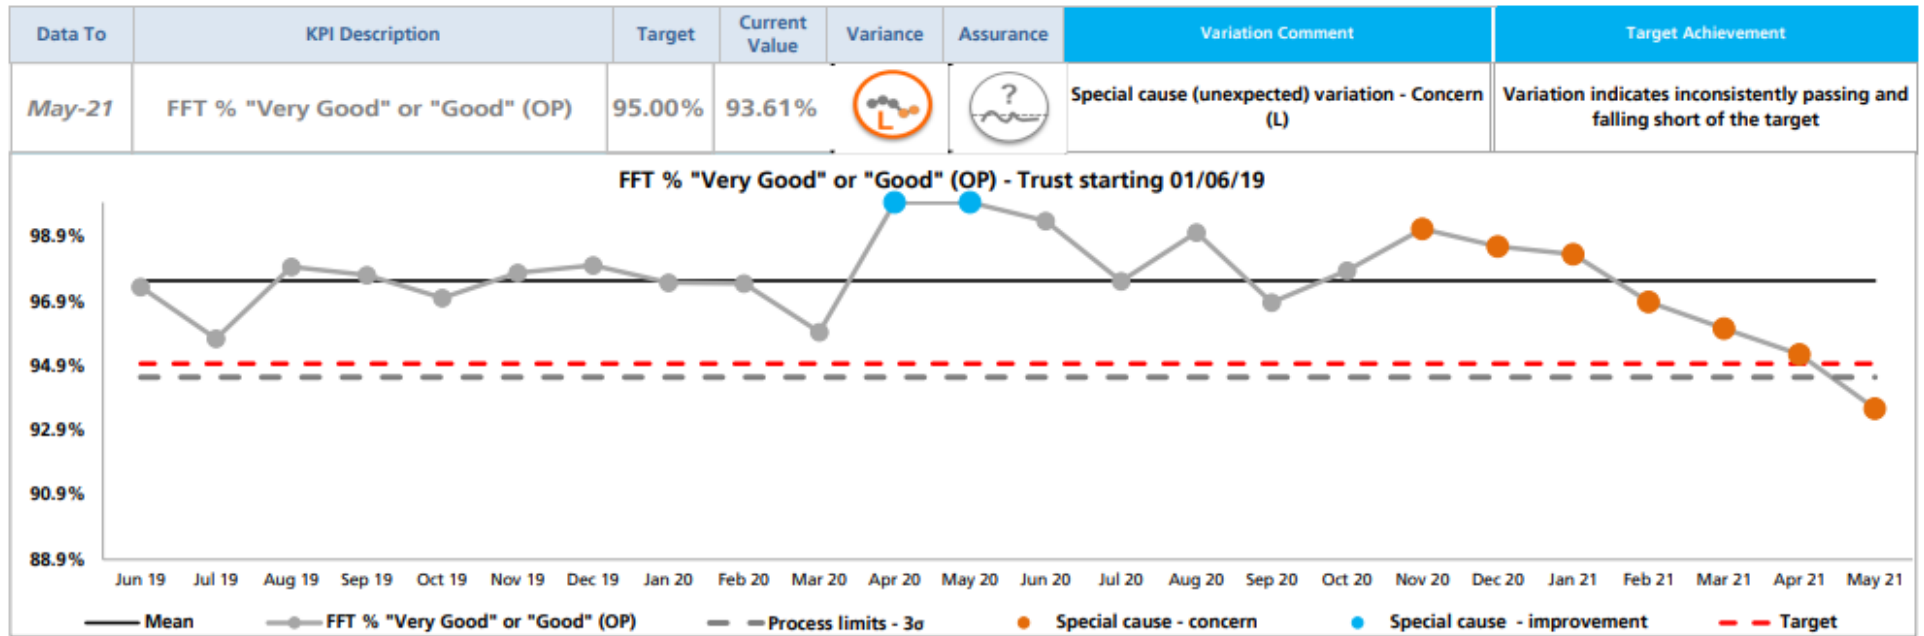 Data To KPI Description Target Current Value Variance Assurance Variation Comment Target Achievement
May-21 FFT % "Very Good" or "Good" (OP) 95.00% 93.61% L ? Special cause (unexpected) variation - Concern (L) Variation indicates inconsistently passing and falling short of the target
FFT % "Very Good" or "Good" (OP) - Trust starting 01/06/19
98.9%
96.9%
94.9%
92.9%
90.9%
88.9%
Jun 19 Jul 19 Aug 19 Sep 19 Oct 19 Nov 19 Dec 19 Jan 20 Feb 20 Mar 20 Apr 20 May 20 Jun 20 Jul 20 Aug 20 Sep 20 Oct 20 Nov 20 Dec 20 Jan 21 Feb 21 Mar 21 Apr 21 May 21
Mean FFT % "Very Good" or "Good" (OP) Process limits - 3σ Special cause - concern Special cause - improvement Target